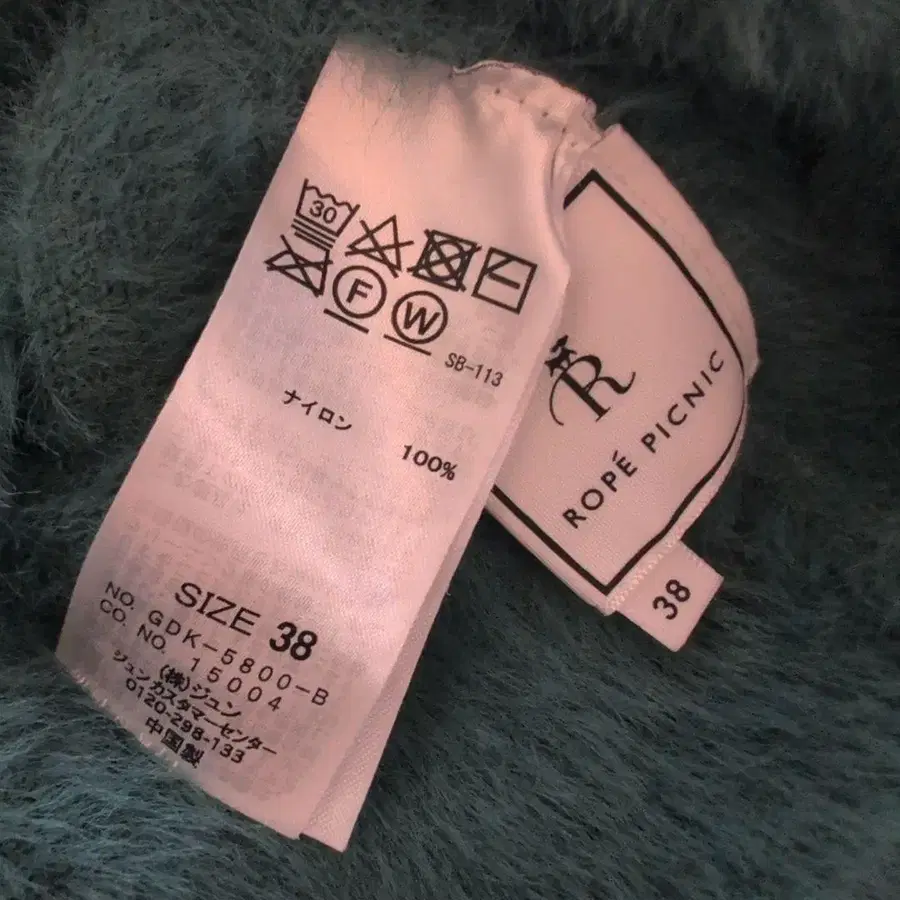 30
F
W
SB-113
ナイロン
100%
SIZE 38
NO. GDK-5800-B
CO. NO. 15004
(株)ジュン
ジュンカスタマーセンター
0120-298-133
中国製
R
ROPÉ PICNIC
38